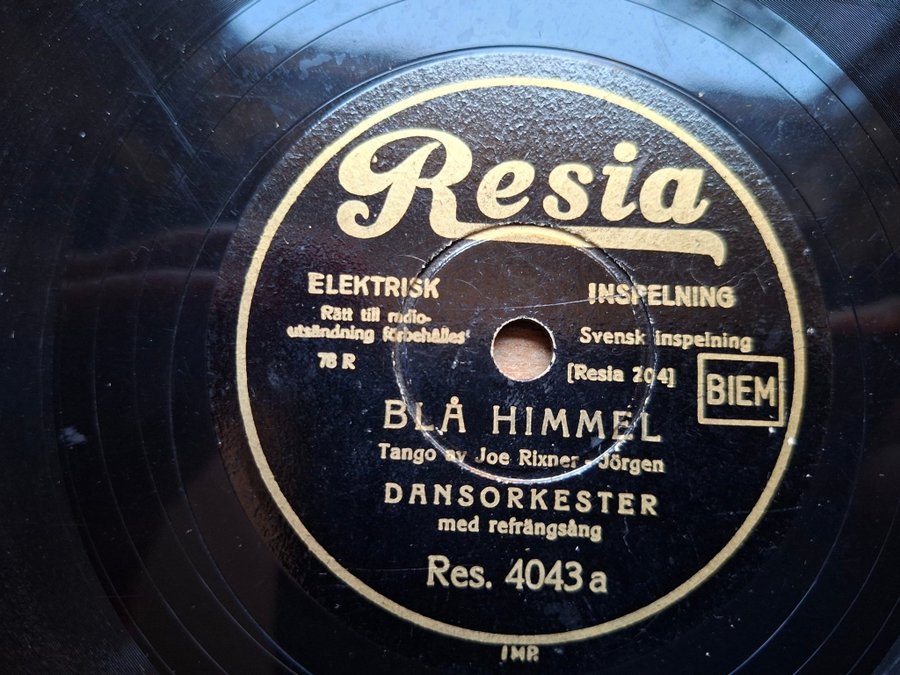 Resia
ELEKTRISK INSPELNING
Rätt till radio-
utsändning förbehålles
78 R
Svensk inspelning
[Resia 204]
BIEM
BLÅ HIMMEL
Tango av Joe Rixner - Jörgen
DANSORKESTER
med refrängsång
Res. 4043 a
IMP.